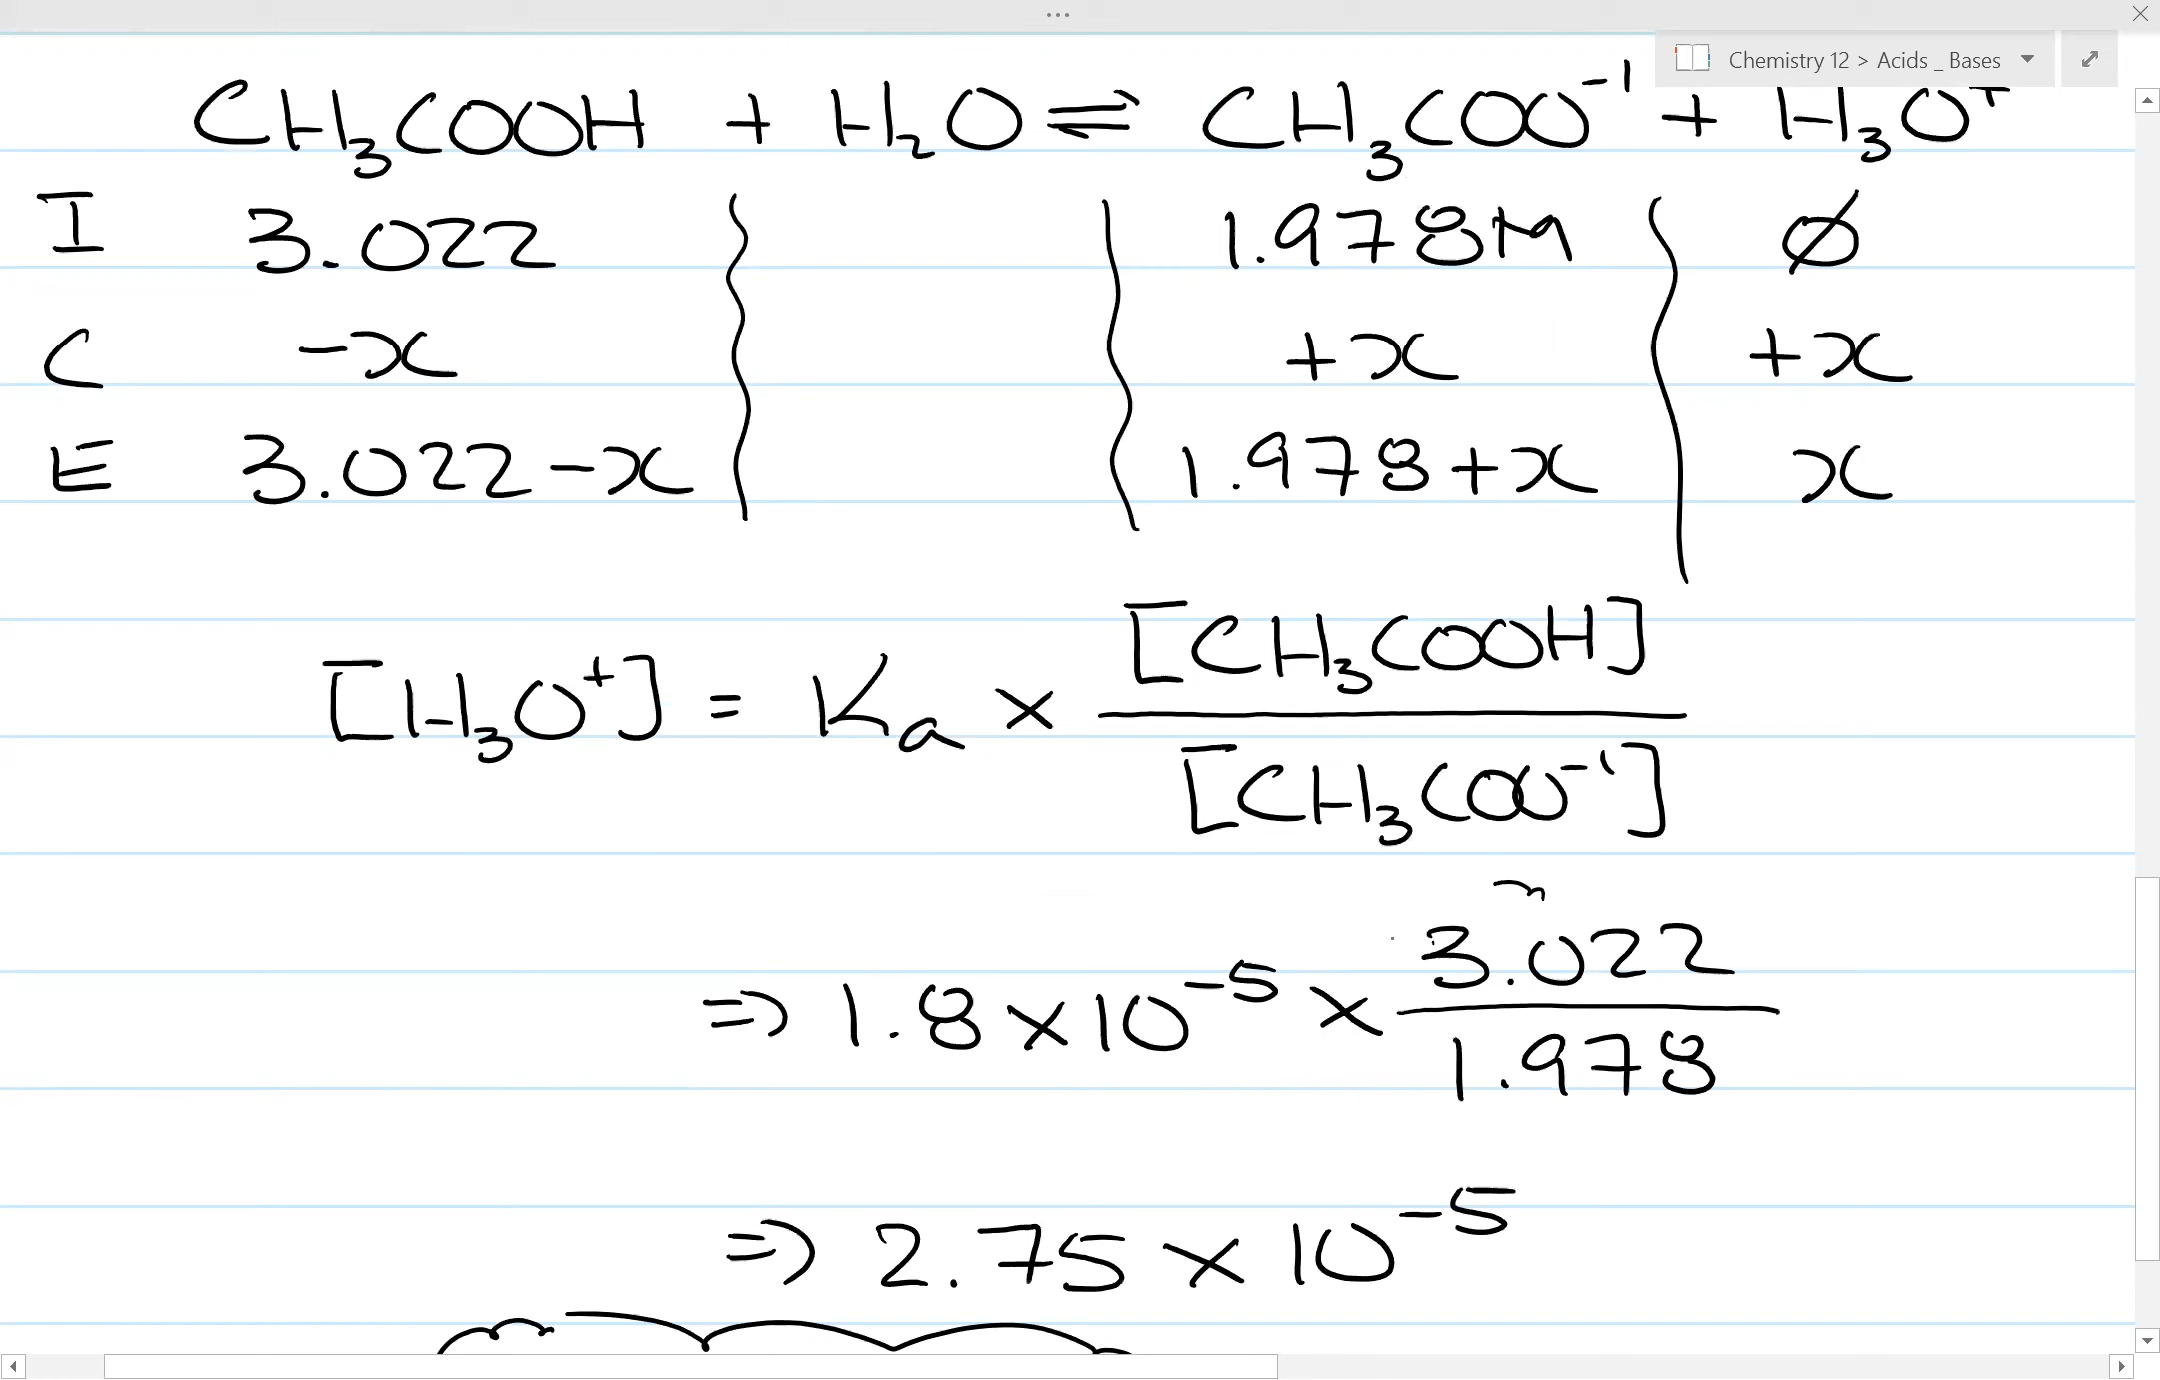 ...
Chemistry 12 > Acids _ Bases
CH₃COOH + H₂O ⇌ CH₃COO⁻¹ + H₃O⁺
I 3.022 1.978M ∅
C -x +x +x
E 3.022-x 1.978+x x
[H₃O⁺] = Kₐ × [CH₃COOH] / [CH₃COO⁻¹]
⇒ 1.8 × 10⁻⁵ × 3.022 / 1.978
⇒ 2.75 × 10⁻⁵